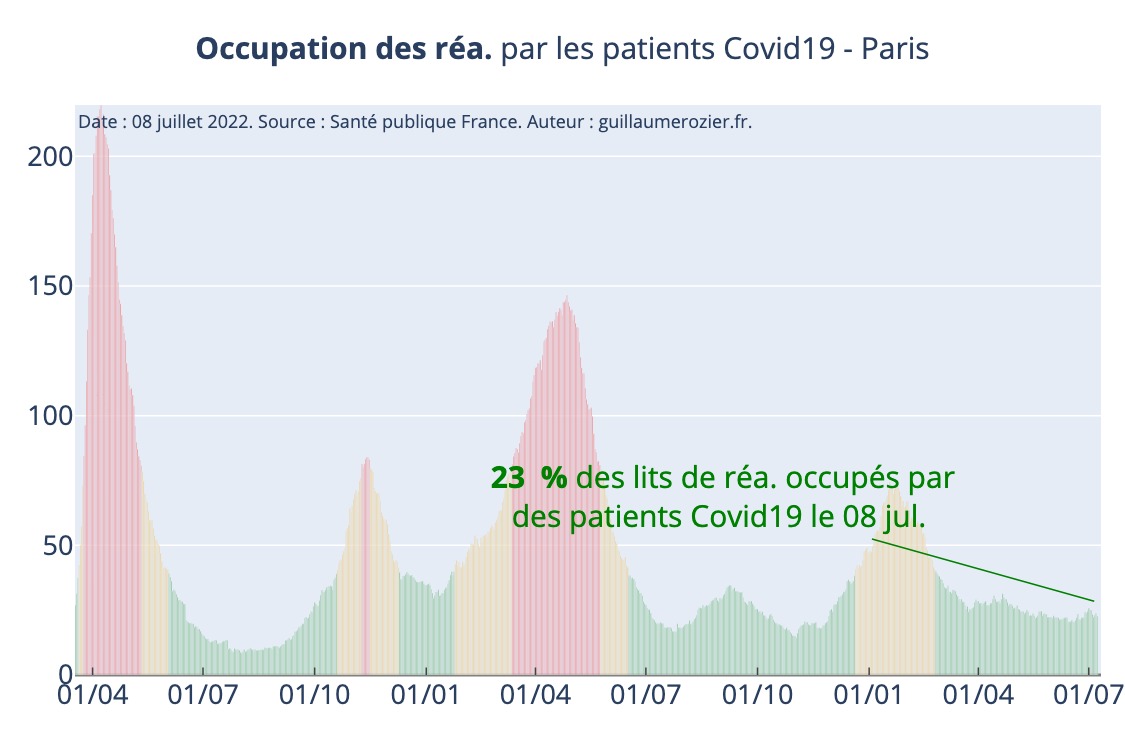 Occupation des réa. par les patients Covid19 - Paris
Date : 08 juillet 2022. Source : Santé publique France. Auteur : guillaumerozier.fr.
200
150
100
23 % des lits de réa. occupés par
des patients Covid19 le 08 jul.
50
0
01/04 01/07 01/10 01/01 01/04 01/07 01/10 01/01 01/04 01/07